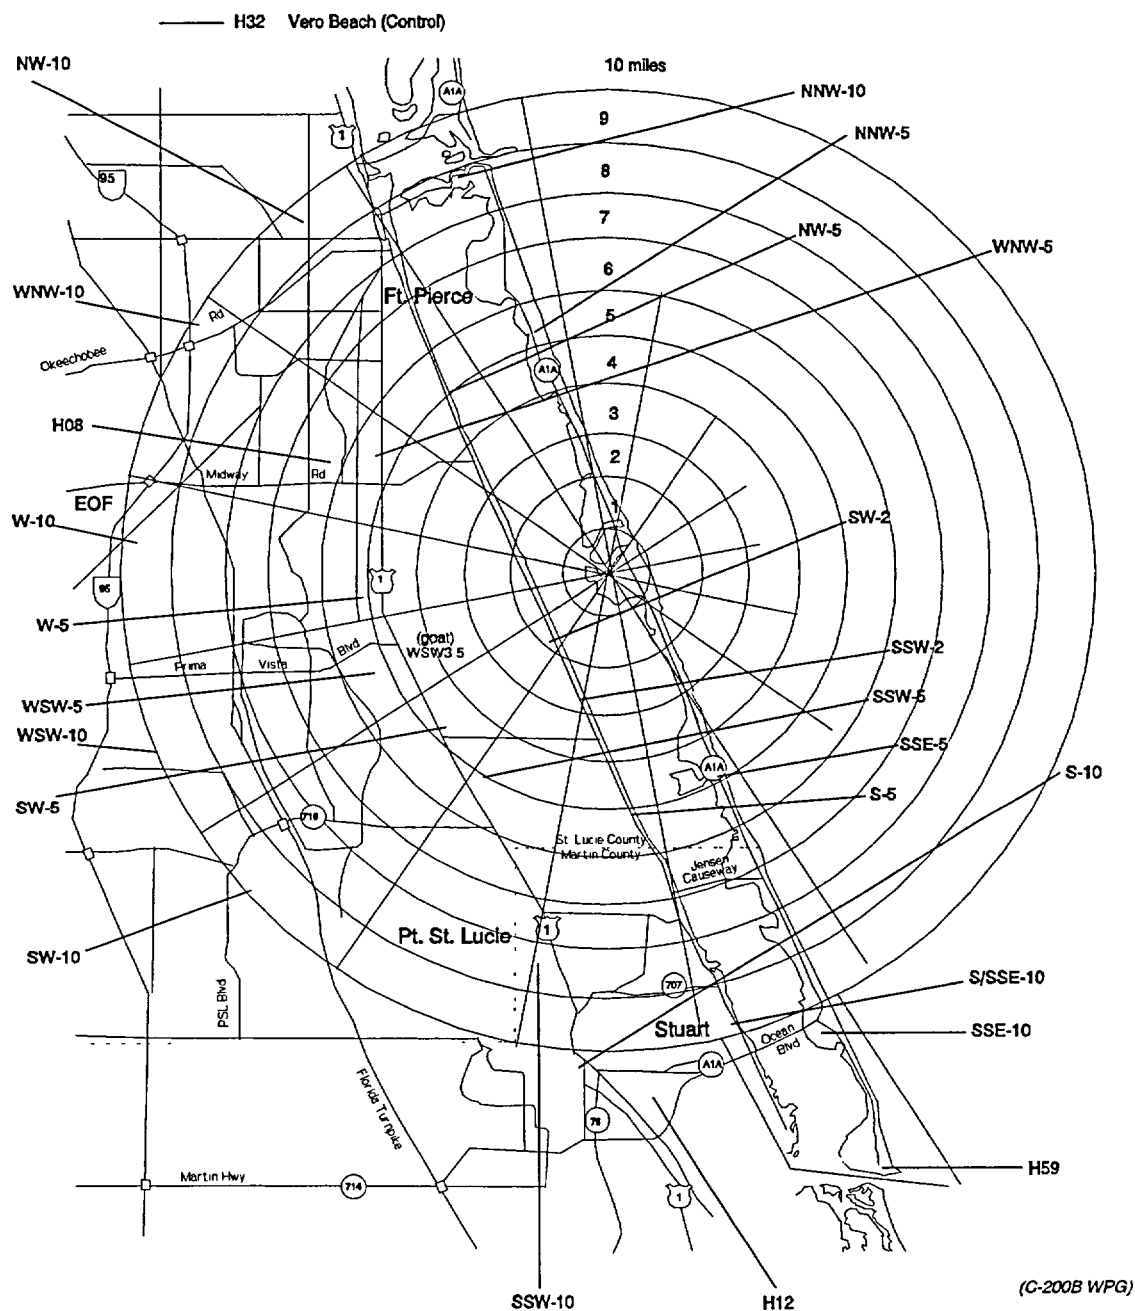 H32 Vero Beach (Control)
NW-10
10 miles
A1A
NNW-10
9
1
NNW-5
8
95
7
NW-5
WNW-5
6
WNW-10
Ft. Pierce
Rd
5
Okeechobee
4
A1A
3
H08
2
Midway
Rd
EOF
1
SW-2
W-10
95
1
W-5
(goat)
WSW3 5
Blvd
SSW-2
Prima
Vista
SSW-5
WSW-5
WSW-10
SSE-5
A1A
S-10
SW-5
S-5
716
St. Lucie County
Martin County
Jensen
Causeway
Pt. St. Lucie
1
SW-10
S/SSE-10
707
PSL Blvd
Stuart
SSE-10
Ocean
Blvd
A1A
Florida Turnpike
76
H59
Martin Hwy
714
1
(C-200B WPG)
SSW-10
H12